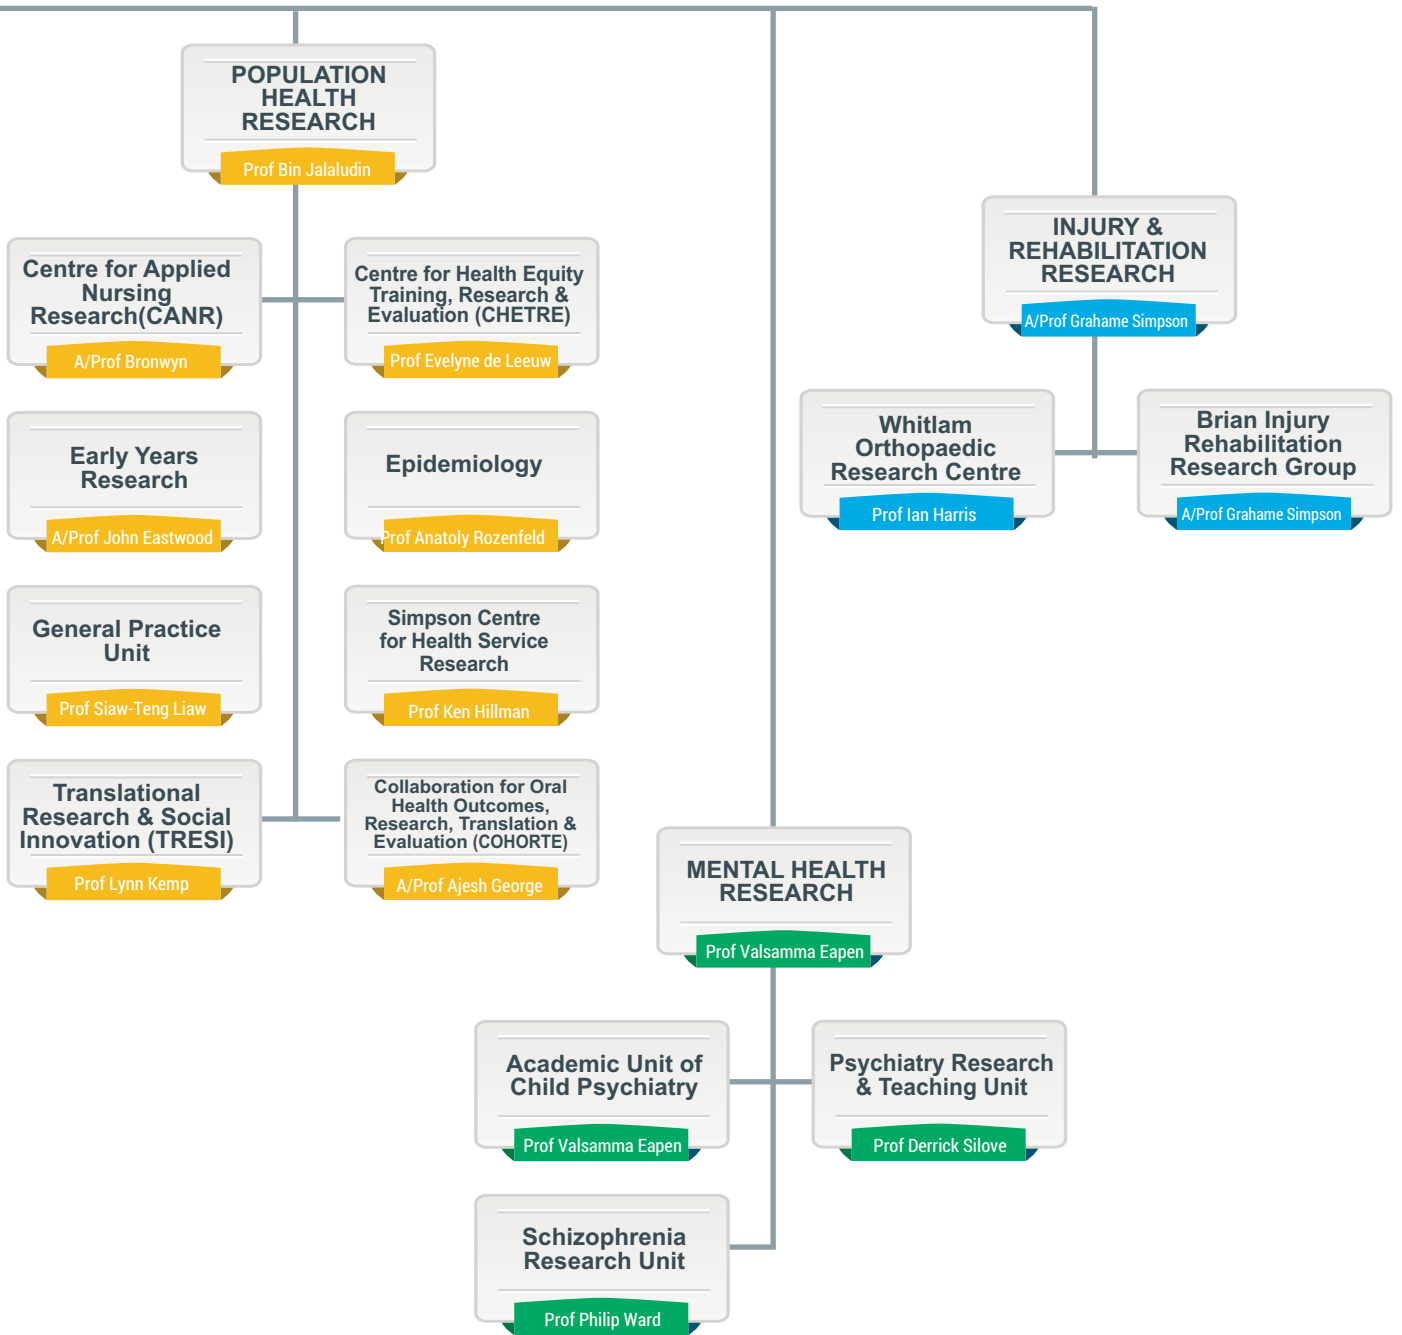 POPULATION
HEALTH
RESEARCH
Prof Bin Jalaludin
Centre for Applied
Nursing
Research(CANR)
A/Prof Bronwyn
Centre for Health Equity
Training, Research &
Evaluation (CHETRE)
Prof Evelyne de Leeuw
Early Years
Research
A/Prof John Eastwood
Epidemiology
Prof Anatoly Rozenfeld
General Practice
Unit
Prof Siaw-Teng Liaw
Simpson Centre
for Health Service
Research
Prof Ken Hillman
Translational
Research & Social
Innovation (TRESI)
Prof Lynn Kemp
Collaboration for Oral
Health Outcomes,
Research, Translation &
Evaluation (COHORTE)
A/Prof Ajesh George
INJURY &
REHABILITATION
RESEARCH
A/Prof Grahame Simpson
Whitlam
Orthopaedic
Research Centre
Prof Ian Harris
Brian Injury
Rehabilitation
Research Group
A/Prof Grahame Simpson
MENTAL HEALTH
RESEARCH
Prof Valsamma Eapen
Academic Unit of
Child Psychiatry
Prof Valsamma Eapen
Psychiatry Research
& Teaching Unit
Prof Derrick Silove
Schizophrenia
Research Unit
Prof Philip Ward